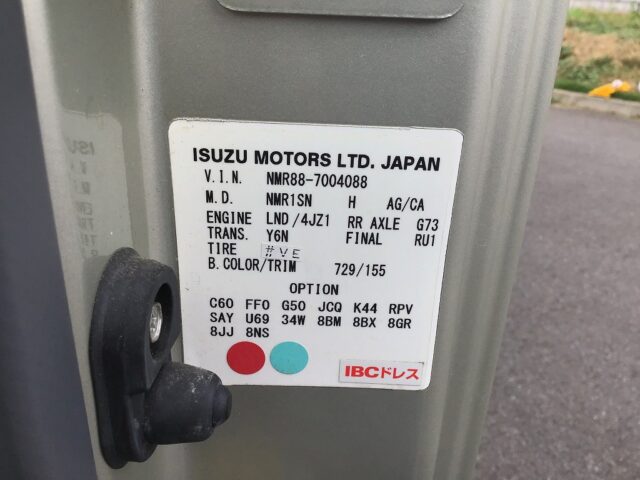 ISUZU MOTORS LTD. JAPAN
V.I.N. NMR88-7004088
M.D. NMR1SN H AG/CA
ENGINE LND/4JZ1 RR AXLE G73
TRANS. Y6N FINAL RU1
TIRE #VE
B.COLOR/TRIM 729/155
OPTION
C60 FF0 G50 JCQ K44 RPV
SAY U69 34W 8BM 8BX 8GR
8JJ 8NS
IBCドレス